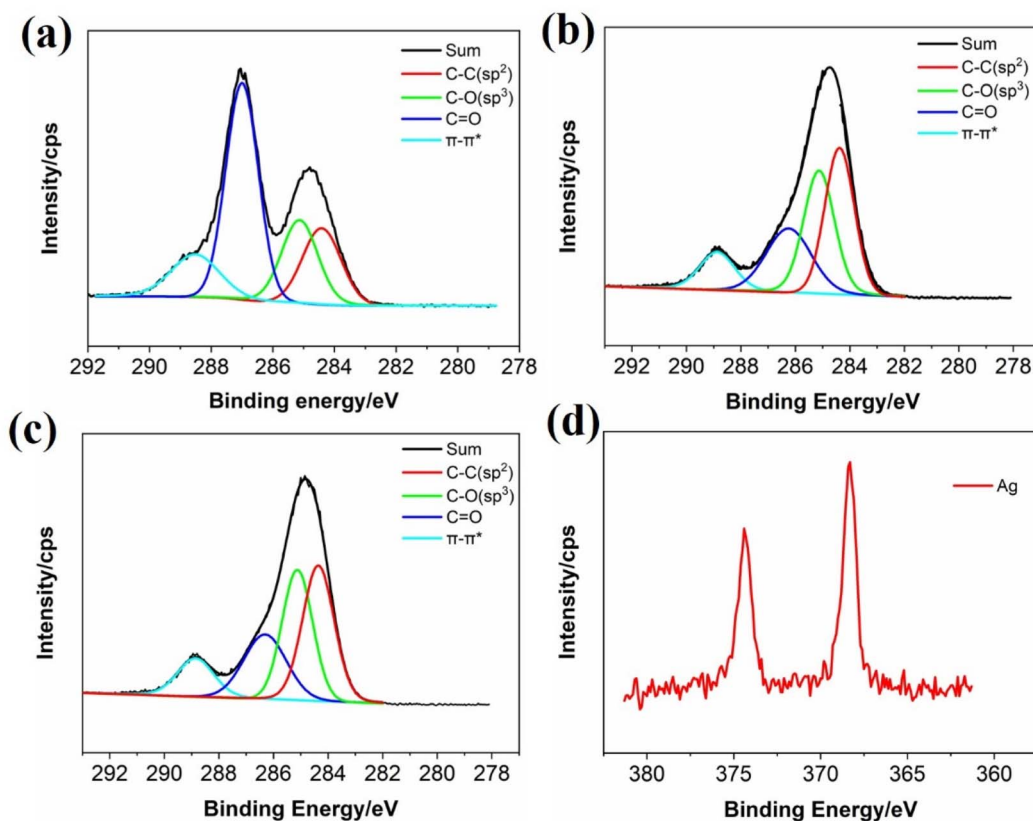 (a)
Sum
C-C(sp²)
C-O(sp³)
C=O
π-π*
Intensity/cps
292 290 288 286 284 282 280 278
Binding energy/eV
(b)
Sum
C-C(sp²)
C-O(sp³)
C=O
π-π*
Intensity/cps
292 290 288 286 284 282 280 278
Binding Energy/eV
(c)
Sum
C-C(sp²)
C-O(sp³)
C=O
π-π*
Intensity/cps
292 290 288 286 284 282 280 278
Binding Energy/eV
(d)
Ag
Intensity/cps
380 375 370 365 360
Binding Energy/eV